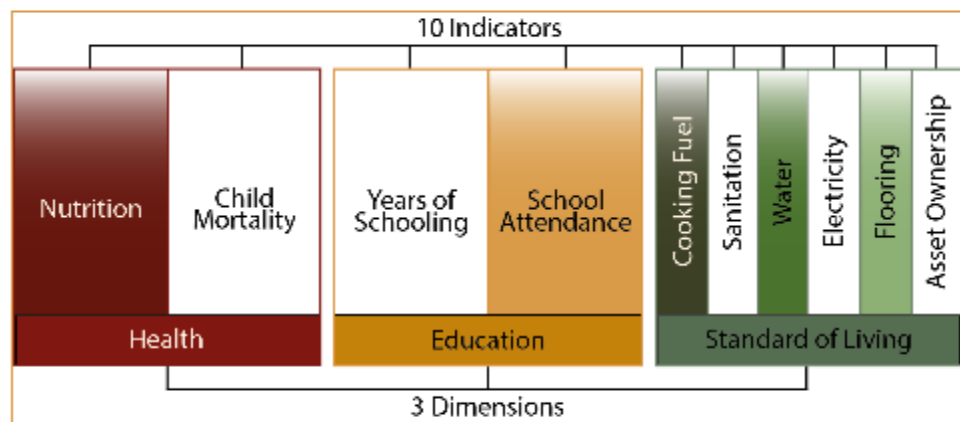 10 Indicators
Nutrition
Child
Mortality
Years of
Schooling
School
Attendance
Cooking Fuel
Sanitation
Water
Electricity
Flooring
Asset Ownership
Health
Education
Standard of Living
3 Dimensions